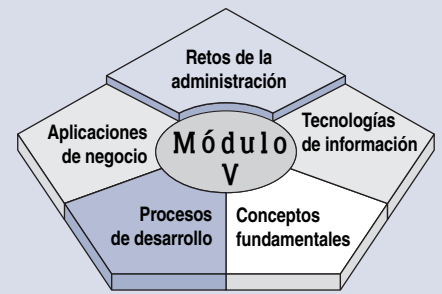 Retos de la
administración
Aplicaciones
de negocio
Módulo
V
Tecnologías
de información
Procesos
de desarrollo
Conceptos
fundamentales